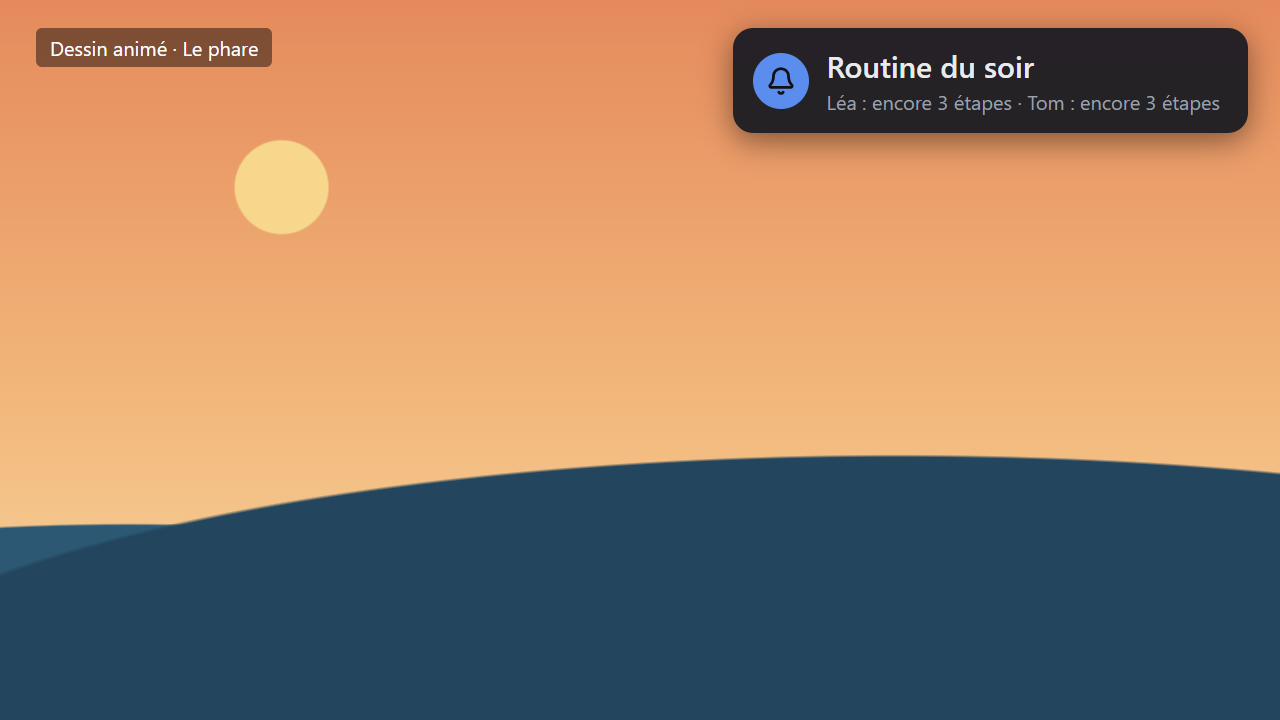 Dessin animé · Le phare
Routine du soir
Léa : encore 3 étapes · Tom : encore 3 étapes